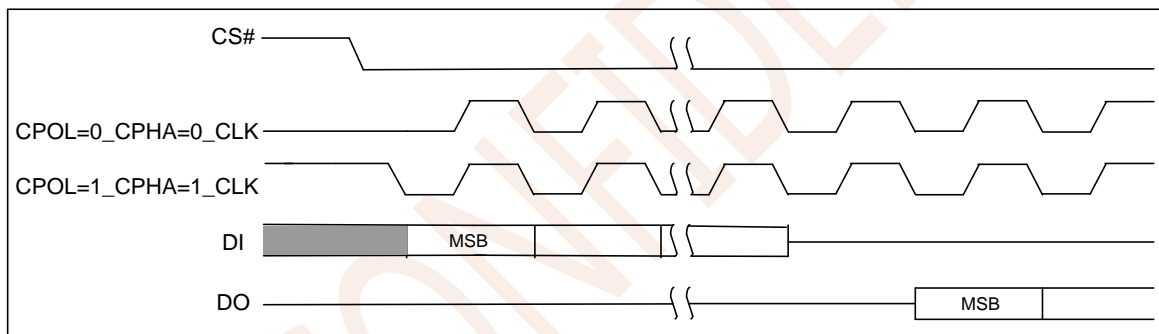 CS#
CPOL=0_CPHA=0_CLK
CPOL=1_CPHA=1_CLK
DI
MSB
DO
MSB